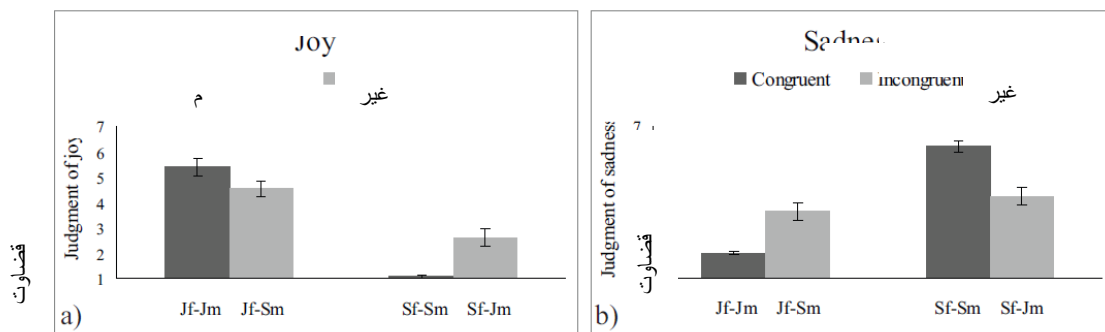 Joy
م غير
Judgment of joy
قضاوت
7
6
5
4
3
2
1
Jf-Jm Jf-Sm Sf-Sm Sf-Jm
a)
Congruent Incongruent
غير
Judgment of sadness
قضاوت
7
Jf-Jm Jf-Sm Sf-Sm Sf-Jm
b)